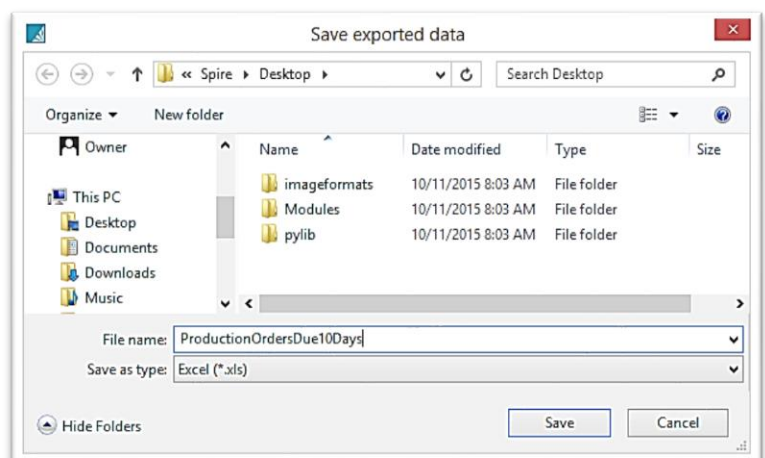 Save exported data
« Spire Desktop Search Desktop
Organize New folder
Owner
This PC
Desktop
Documents
Downloads
Music
Name Date modified Type Size
imageformats 10/11/2015 8:03 AM File folder
Modules 10/11/2015 8:03 AM File folder
pylib 10/11/2015 8:03 AM File folder
File name: ProductionOrdersDue10Days
Save as type: Excel (*.xls)
Hide Folders Save Cancel